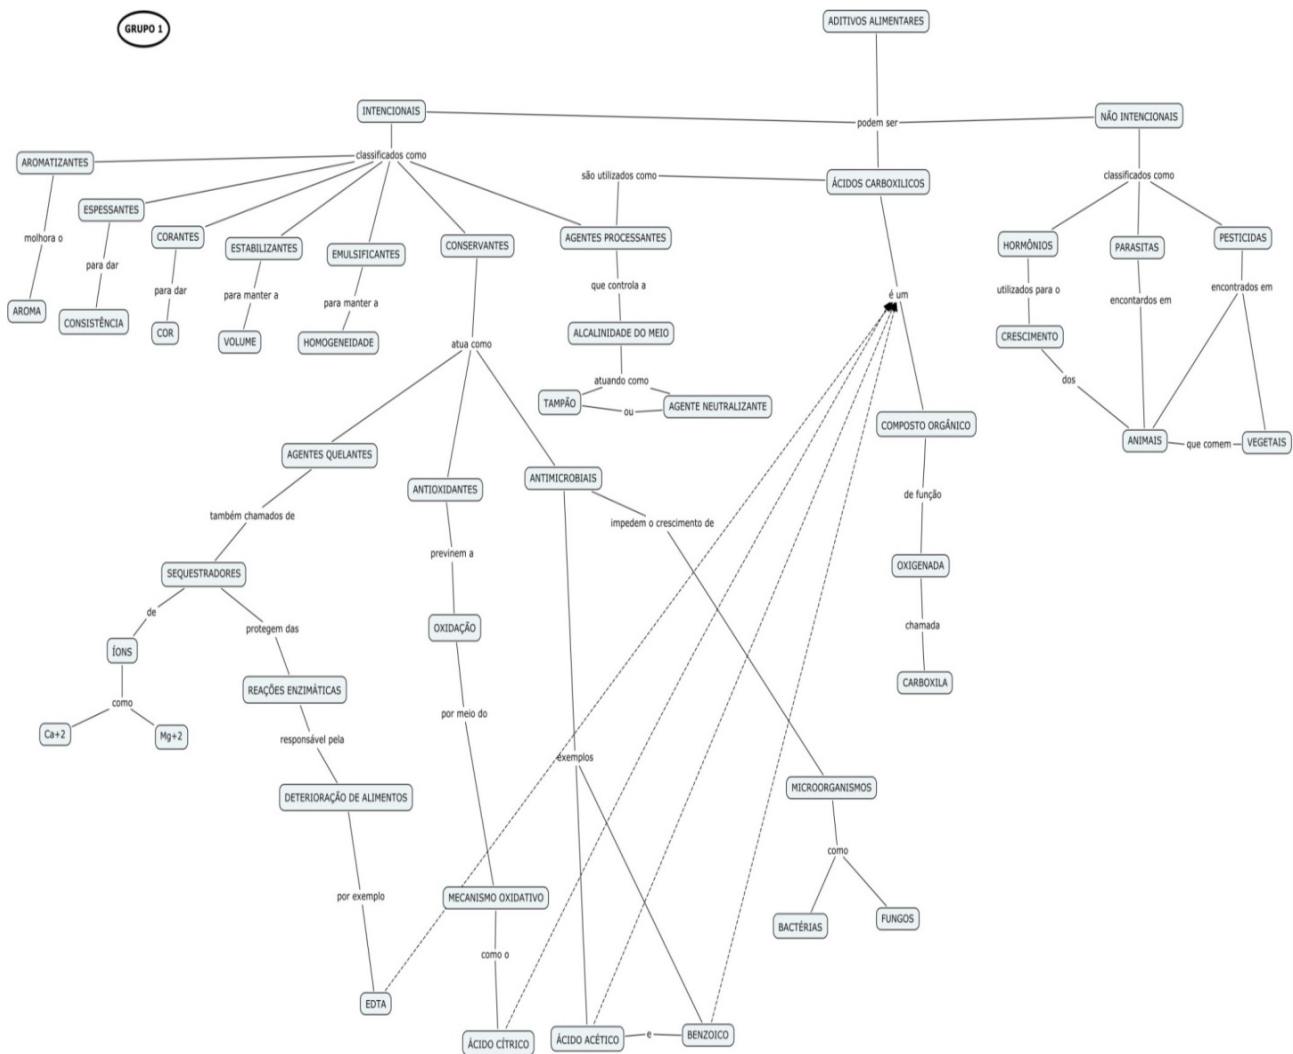 GRUPO 1
ADITIVOS ALIMENTARES
INTENCIONAIS
podem ser
NÃO INTENCIONAIS
AROMATIZANTES
classificados como
são utilizados como
ÁCIDOS CARBOXILICOS
classificados como
ESPESSANTES
CORANTES
ESTABILIZANTES
EMULSIFICANTES
CONSERVANTES
AGENTES PROCESSANTES
HORMÔNIOS
PARASITAS
PESTICIDAS
molhora o
para dar
para dar
para manter a
para manter a
que controla a
é um
utilizados para o
encontardos em
encontrados em
AROMA
CONSISTÊNCIA
COR
VOLUME
HOMOGENEIDADE
atua como
ALCALINIDADE DO MEIO
CRESCIMENTO
atuando como
dos
TAMPÃO
ou
AGENTE NEUTRALIZANTE
COMPOSTO ORGÂNICO
ANIMAIS
que comem
VEGETAIS
AGENTES QUELANTES
ANTIOXIDANTES
ANTIMICROBIAIS
de função
também chamados de
impedem o crescimento de
previnem a
SEQUESTRADORES
OXIGENADA
de
protegem das
OXIDAÇÃO
chamada
ÍONS
REAÇÕES ENZIMÁTICAS
CARBOXILA
como
por meio do
Ca+2
Mg+2
responsável pela
exemplos
DETERIORAÇÃO DE ALIMENTOS
MICROORGANISMOS
como
por exemplo
MECANISMO OXIDATIVO
BACTÉRIAS
FUNGOS
como o
EDTA
ÁCIDO CÍTRICO
ÁCIDO ACÉTICO
e
BENZOICO